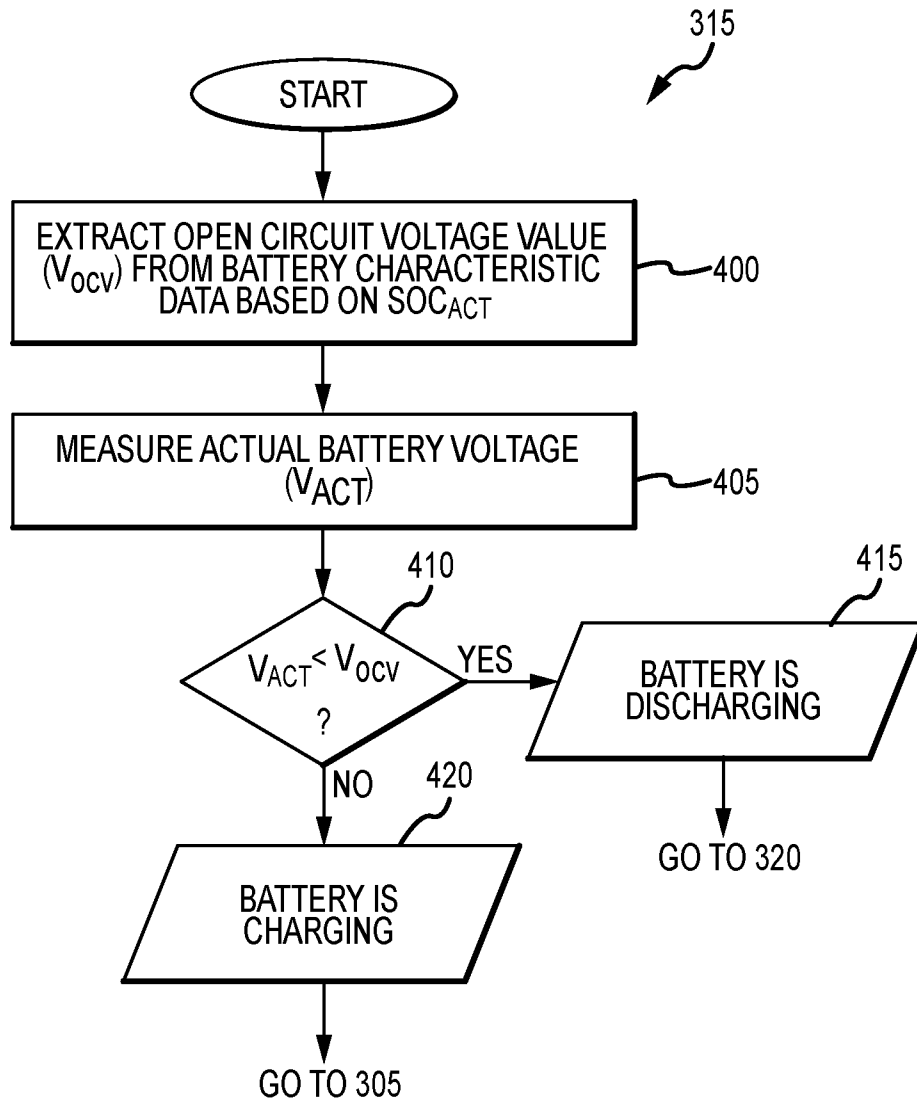 315
START
EXTRACT OPEN CIRCUIT VOLTAGE VALUE
(VOCV) FROM BATTERY CHARACTERISTIC
DATA BASED ON SOCACT
400
MEASURE ACTUAL BATTERY VOLTAGE
(VACT)
405
410
VACT< VOCV
?
YES
415
BATTERY IS
DISCHARGING
GO TO 320
NO
420
BATTERY IS
CHARGING
GO TO 305